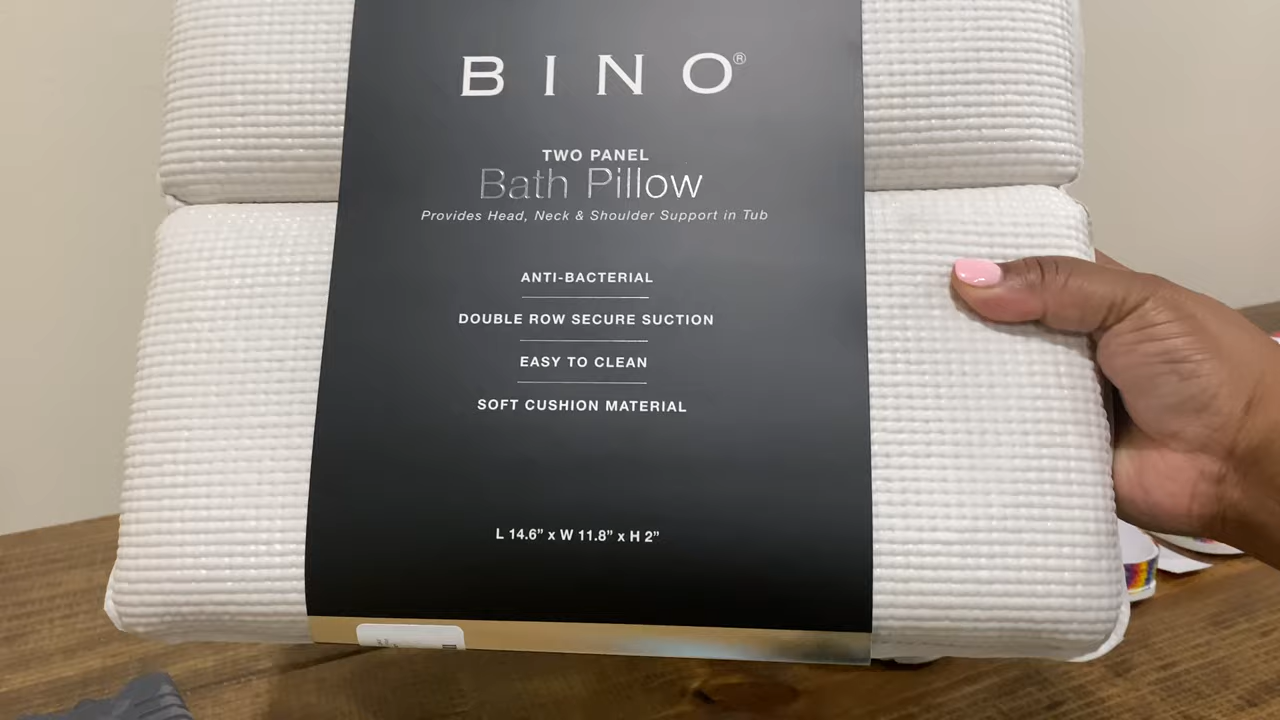 BINO®
TWO PANEL
Bath Pillow
Provides Head, Neck & Shoulder Support in Tub
ANTI-BACTERIAL
DOUBLE ROW SECURE SUCTION
EASY TO CLEAN
SOFT CUSHION MATERIAL
L 14.6” x W 11.8” x H 2”